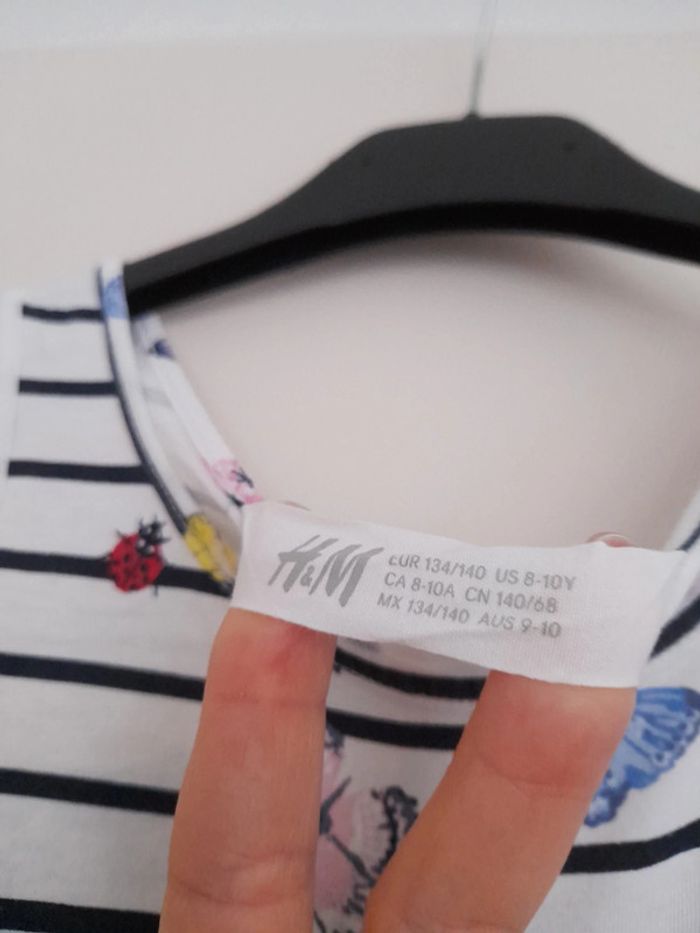 H&M
EUR 134/140 US 8-10Y
CA 8-10A CN 140/68
MX 134/140 AUS 9-10